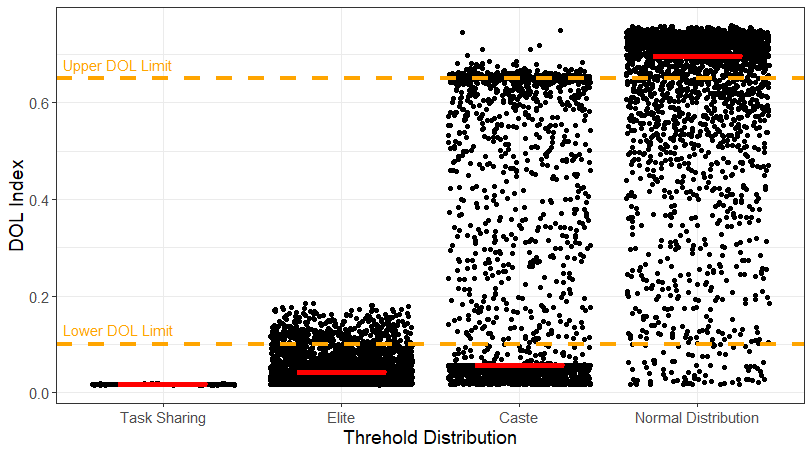 Upper DOL Limit
0.6
DOL Index
0.4
0.2
Lower DOL Limit
0.0
Task Sharing Elite Caste Normal Distribution
Threhold Distribution